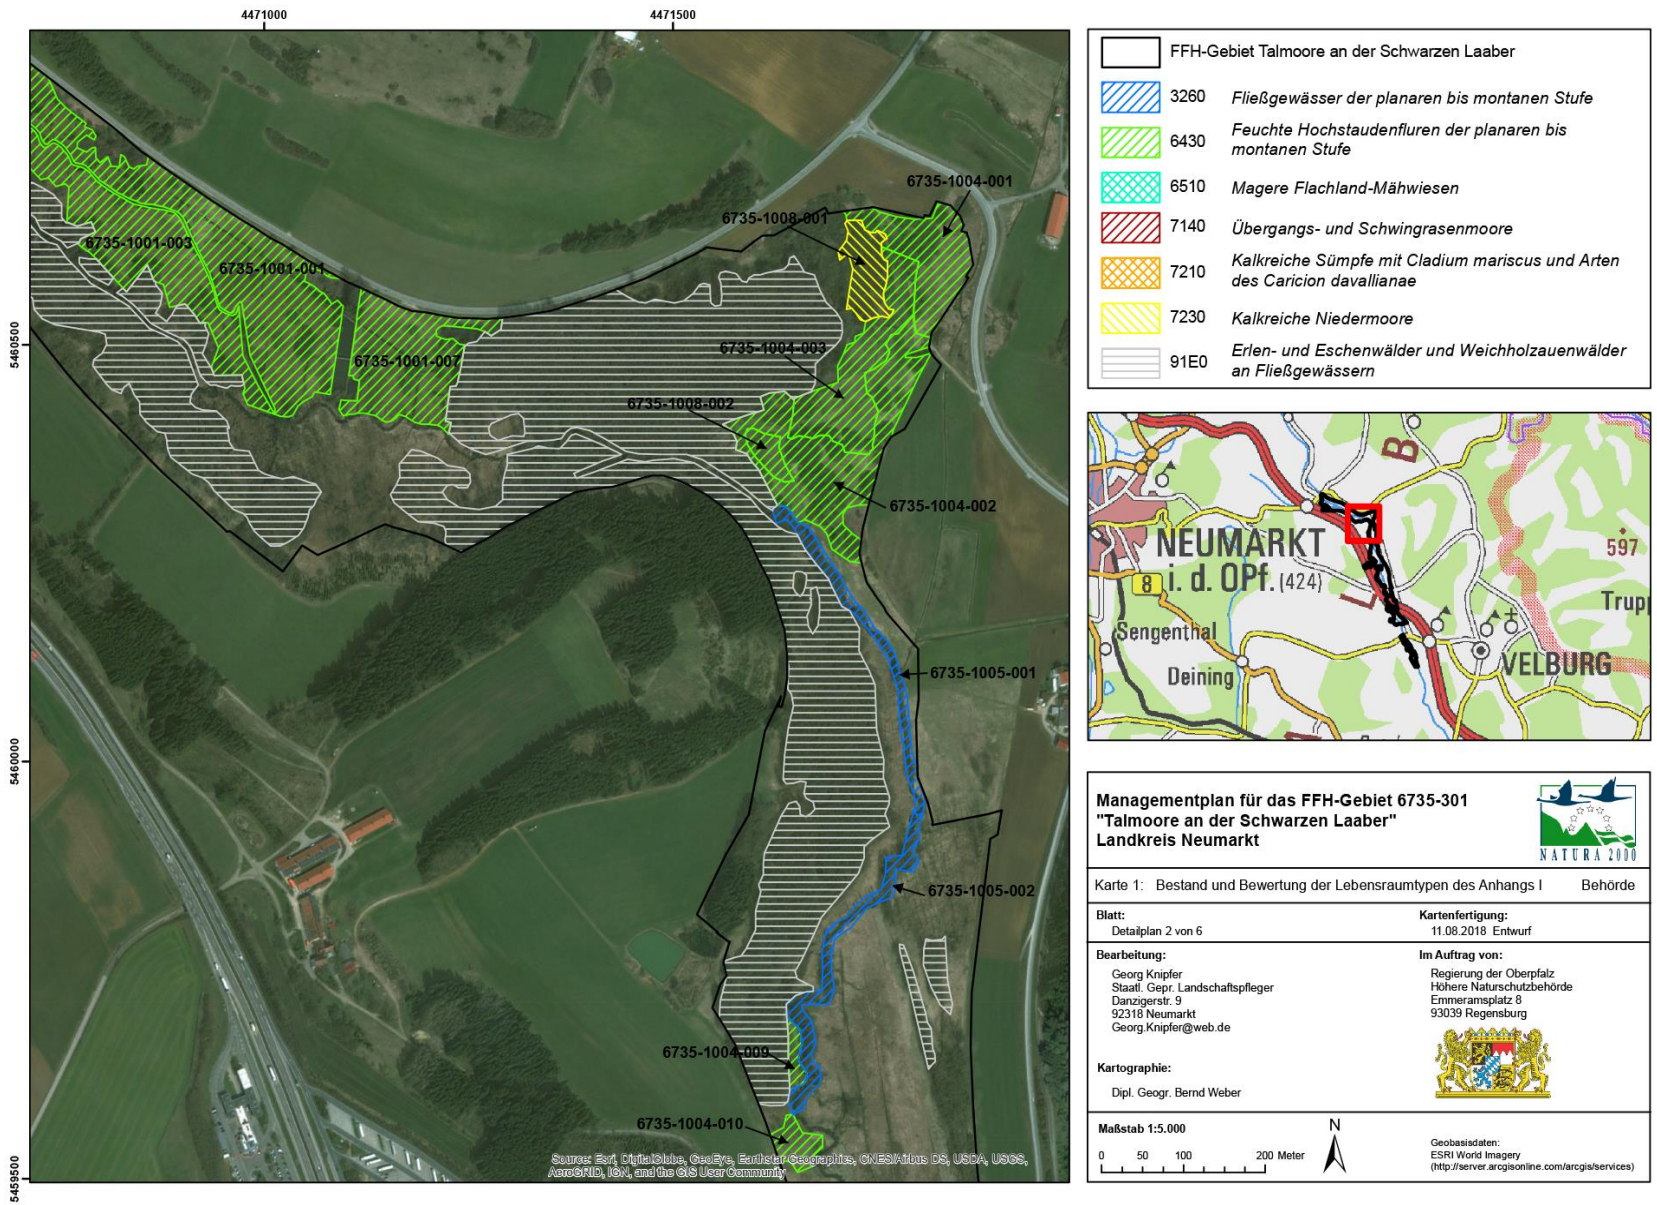 4471000
4471500
5460500
5460000
5459500
6735-1004-001
6735-1008-001
6735-1001-003
6735-1001-001
6735-1004-003
6735-1001-007
6735-1008-002
6735-1004-002
6735-1005-001
6735-1005-002
6735-1004-009
6735-1004-010
Source: Esri, DigitalGlobe, GeoEye, Earthstar Geographics, CNES/Airbus DS, USDA, USGS,
AeroGRID, IGN, and the GIS User Community
FFH-Gebiet Talmoore an der Schwarzen Laaber
3260 Fließgewässer der planaren bis montanen Stufe
6430 Feuchte Hochstaudenfluren der planaren bis
montanen Stufe
6510 Magere Flachland-Mähwiesen
7140 Übergangs- und Schwingrasenmoore
7210 Kalkreiche Sümpfe mit Cladium mariscus und Arten
des Caricion davallianae
7230 Kalkreiche Niedermoore
91E0 Erlen- und Eschenwälder und Weichholzauenwälder
an Fließgewässern
B
NEUMARKT
597
8
i. d. OPf. (424)
L
Sengenthal
Deining
VELBURG
Managementplan für das FFH-Gebiet 6735-301
"Talmoore an der Schwarzen Laaber"
Landkreis Neumarkt
NATURA 2000
Karte 1: Bestand und Bewertung der Lebensraumtypen des Anhangs I Behörde
Blatt:
Detailplan 2 von 6
Kartenfertigung:
11.08.2018 Entwurf
Bearbeitung:
Georg Knipfer
Staatl. Gepr. Landschaftspfleger
Danzigerstr. 9
92318 Neumarkt
Georg.Knipfer@web.de
Im Auftrag von:
Regierung der Oberpfalz
Höhere Naturschutzbehörde
Emmeramsplatz 8
93039 Regensburg
Kartographie:
Dipl. Geogr. Bernd Weber
Maßstab 1:5.000
0 50 100 200 Meter
N
Geobasisdaten:
ESRI World Imagery
(http://server.arcgisonline.com/arcgis/services)